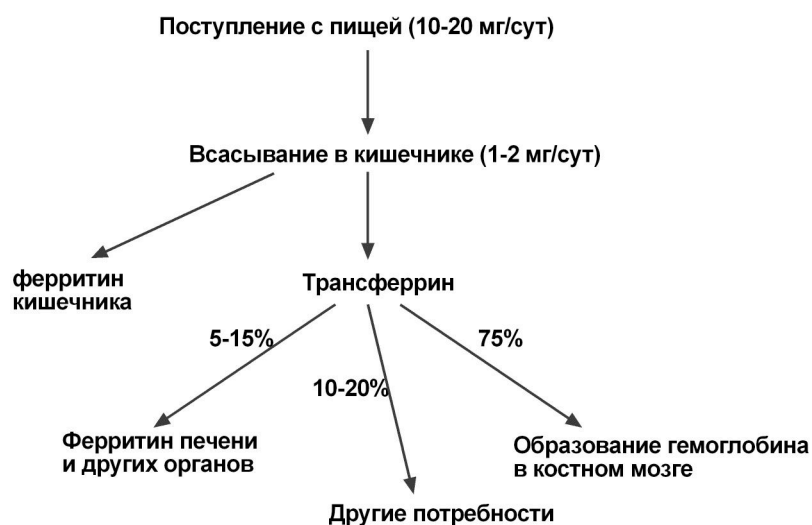 Поступление с пищей (10-20 мг/сут)
Всасывание в кишечнике (1-2 мг/сут)
ферритин
кишечника
Трансферрин
5-15%
75%
10-20%
Ферритин печени
и других органов
Образование гемоглобина
в костном мозге
Другие потребности